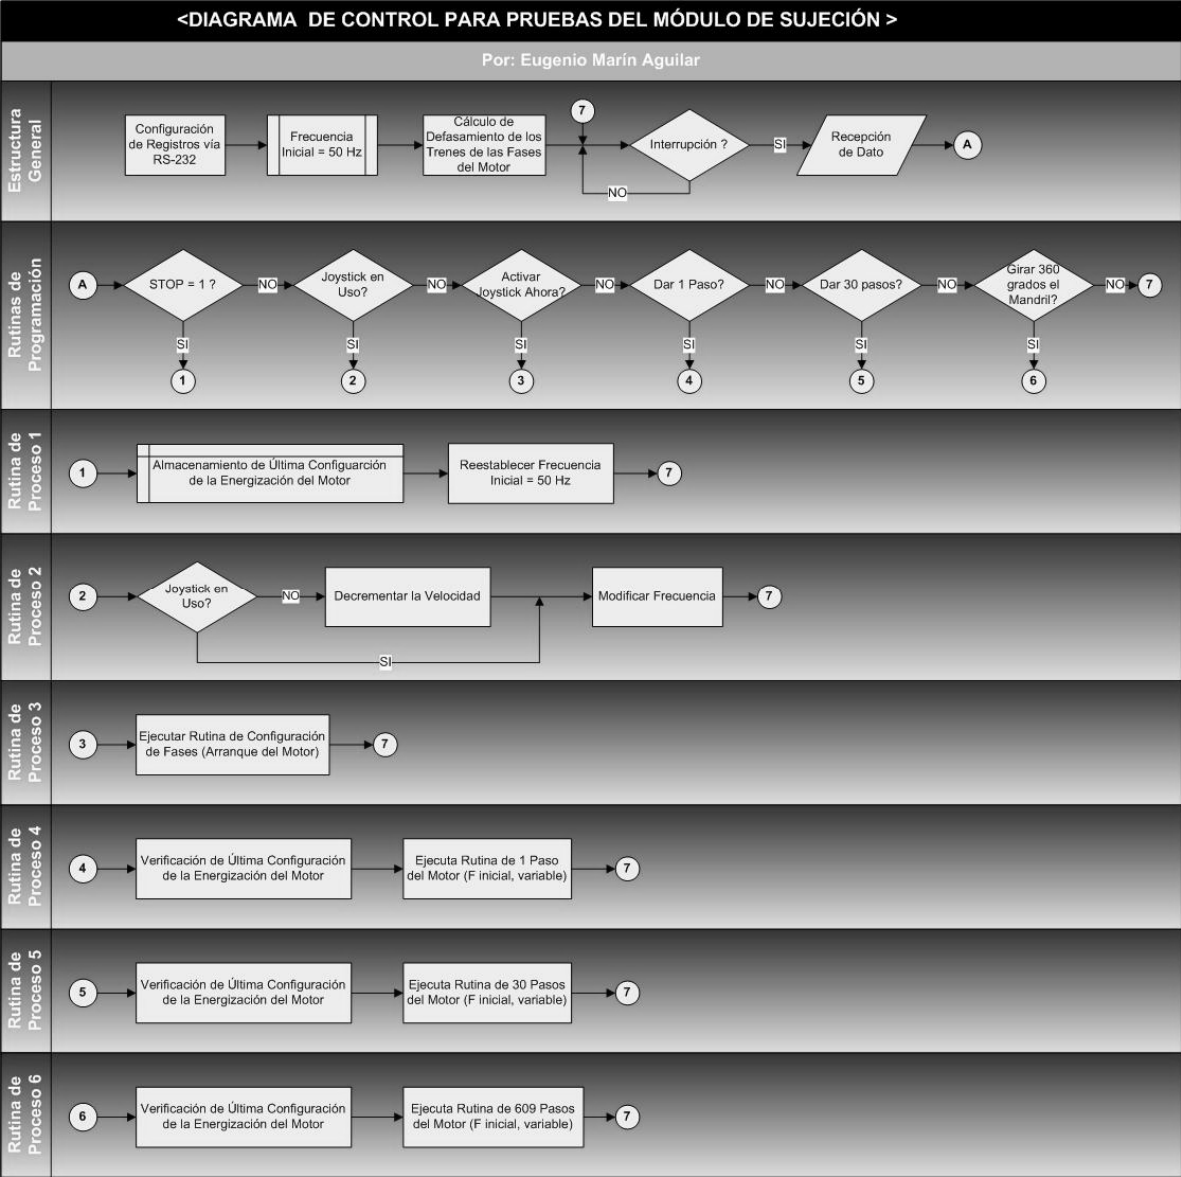 <DIAGRAMA  DE CONTROL PARA PRUEBAS DEL MÓDULO DE SUJECIÓN >
Por: Eugenio Marín Aguilar
Estructura
General
Configuración
de Registros vía
RS-232
Frecuencia
Inicial = 50 Hz
Cálculo de
Defasamiento de los
Trenes de las Fases
del Motor
7
Interrupción ?
NO
SI
Recepción
de Dato
A
Rutinas de
Programación
A
STOP = 1 ?
NO
SI
1
Joystick en
Uso?
NO
SI
2
Activar
Joystick Ahora?
NO
SI
3
Dar 1 Paso?
NO
SI
4
Dar 30 pasos?
NO
SI
5
Girar 360
grados el
Mandril?
NO
7
SI
6
Rutina de
Proceso 1
1
Almacenamiento de Última Configuarción
de la Energización del Motor
Reestablecer Frecuencia
Inicial = 50 Hz
7
Rutina de
Proceso 2
2
Joystick en
Uso?
NO
Decrementar la Velocidad
Modificar Frecuencia
7
SI
Rutina de
Proceso 3
3
Ejecutar Rutina de Configuración
de Fases (Arranque del Motor)
7
Rutina de
Proceso 4
4
Verificación de Última Configuración
de la Energización del Motor
Ejecuta Rutina de 1 Paso
del Motor (F inicial, variable)
7
Rutina de
Proceso 5
5
Verificación de Última Configuración
de la Energización del Motor
Ejecuta Rutina de 30 Pasos
del Motor (F inicial, variable)
7
Rutina de
Proceso 6
6
Verificación de Última Configuración
de la Energización del Motor
Ejecuta Rutina de 609 Pasos
del Motor (F inicial, variable)
7